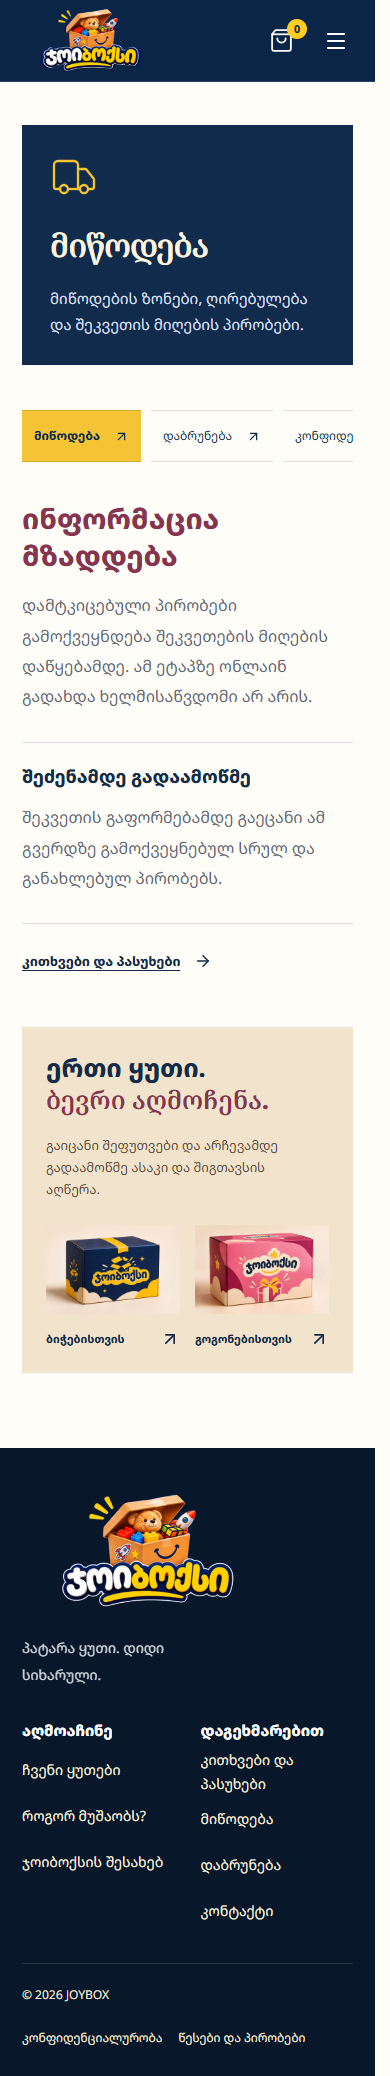 ჯოიბოქსი
0
მიწოდება
მიწოდების ზონები, ღირებულება
და შეკვეთის მიღების პირობები.
მიწოდება
დაბრუნება
კონფიდე
ინფორმაცია
მზადდება
დამტკიცებული პირობები
გამოქვეყნდება შეკვეთების მიღების
დაწყებამდე. ამ ეტაპზე ონლაინ
გადახდა ხელმისაწვდომი არ არის.
შეძენამდე გადაამოწმე
შეკვეთის გაფორმებამდე გაეცანი ამ
გვერდზე გამოქვეყნებულ სრულ და
განახლებულ პირობებს.
კითხვები და პასუხები
ერთი ყუთი.
ბევრი აღმოჩენა.
გაიცანი შეფუთვები და არჩევამდე
გადაამოწმე ასაკი და შიგთავსის
აღწერა.
ჯოიბოქსი
ჯოიბოქსი
ბიჭებისთვის
გოგონებისთვის
ჯოიბოქსი
პატარა ყუთი. დიდი
სიხარული.
აღმოაჩინე
ჩვენი ყუთები
როგორ მუშაობს?
ჯოიბოქსის შესახებ
დაგეხმარებით
კითხვები და
პასუხები
მიწოდება
დაბრუნება
კონტაქტი
© 2026 JOYBOX
კონფიდენციალურობა
წესები და პირობები